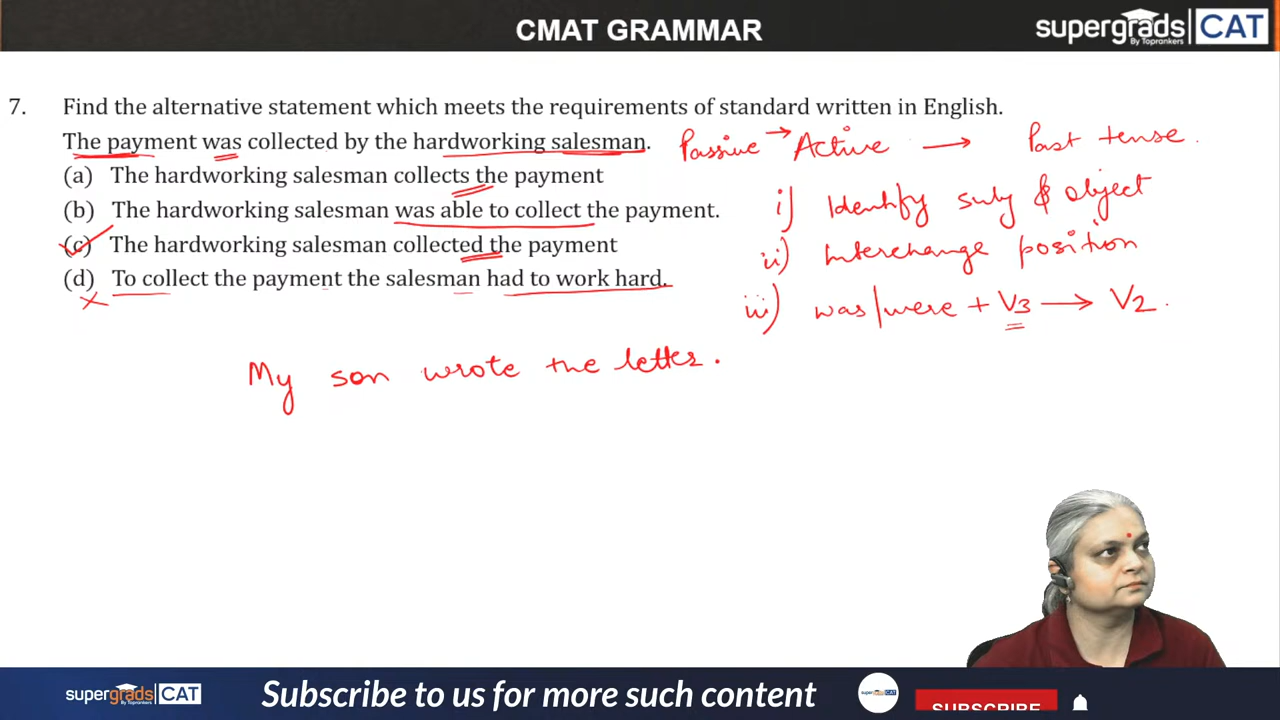 CMAT GRAMMAR
supergrads CAT
By Toprankers
7. Find the alternative statement which meets the requirements of standard written in English.
The payment was collected by the hardworking salesman. Passive → Active → Past tense.
(a) The hardworking salesman collects the payment
i) Identify subj & object
(b) The hardworking salesman was able to collect the payment.
(c) The hardworking salesman collected the payment
ii) Interchange position
(d) To collect the payment the salesman had to work hard.
iii) was/were + V3 → V2.
My son wrote the letter.
supergrads CAT
By Toprankers
Subscribe to us for more such content
supergrads CAT
SUBSCRIBE